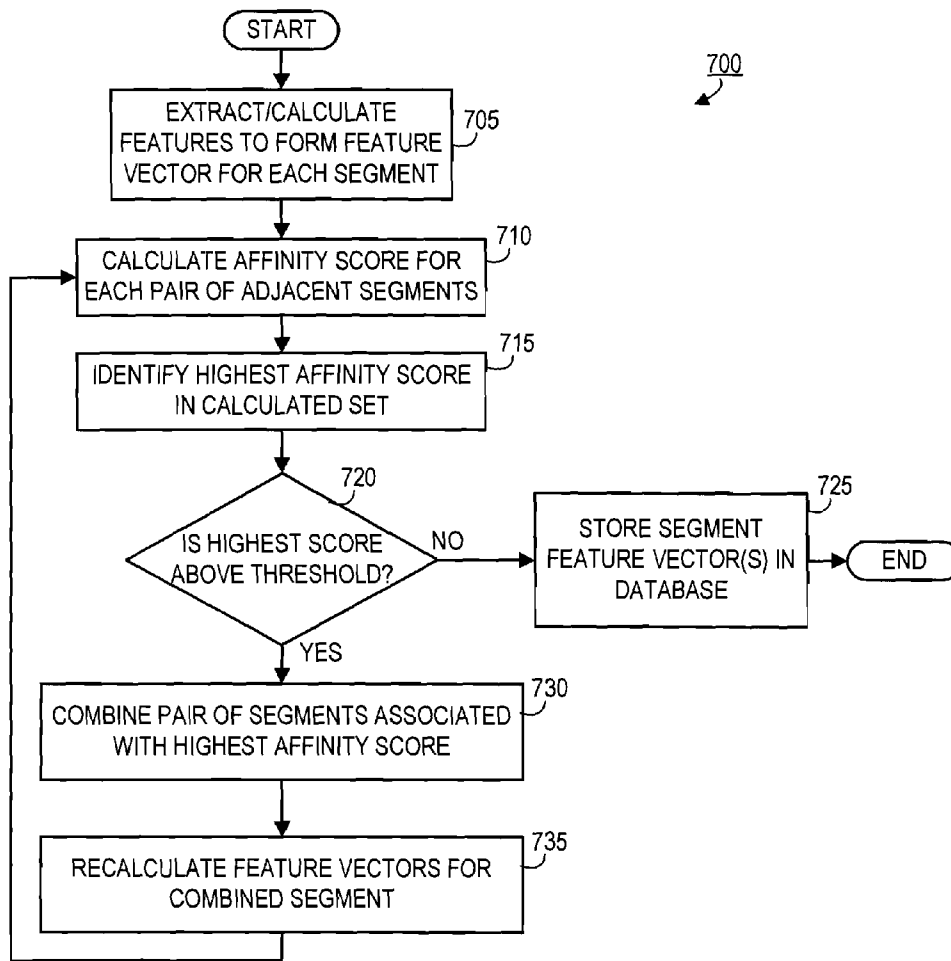 START
700
EXTRACT/CALCULATE
FEATURES TO FORM FEATURE
VECTOR FOR EACH SEGMENT
705
CALCULATE AFFINITY SCORE FOR
EACH PAIR OF ADJACENT SEGMENTS
710
IDENTIFY HIGHEST AFFINITY SCORE
IN CALCULATED SET
715
720
IS HIGHEST SCORE
ABOVE THRESHOLD?
NO
725
STORE SEGMENT
FEATURE VECTOR(S) IN
DATABASE
END
YES
730
COMBINE PAIR OF SEGMENTS ASSOCIATED
WITH HIGHEST AFFINITY SCORE
735
RECALCULATE FEATURE VECTORS FOR
COMBINED SEGMENT